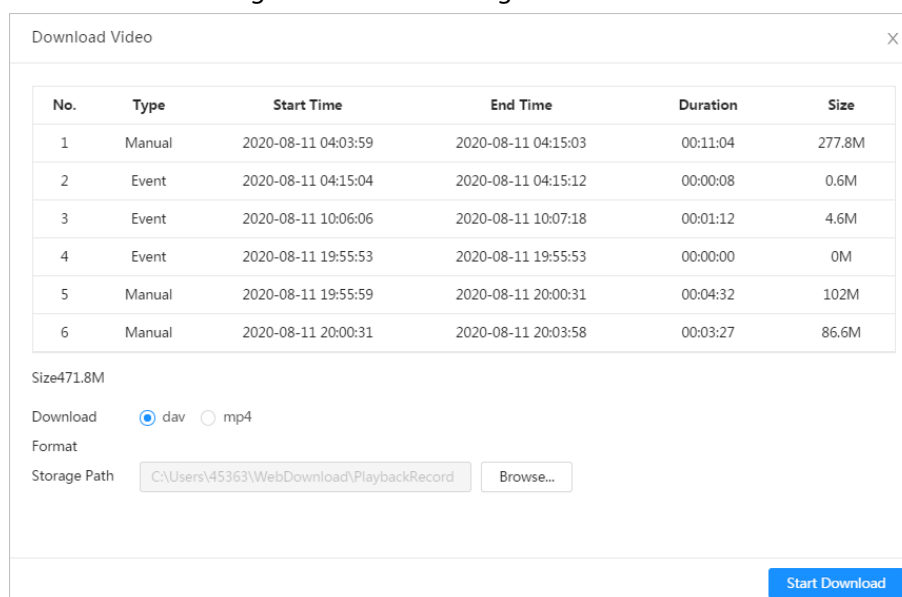 Download Video X
No. Type Start Time End Time Duration Size
1 Manual 2020-08-11 04:03:59 2020-08-11 04:15:03 00:11:04 277.8M
2 Event 2020-08-11 04:15:04 2020-08-11 04:15:12 00:00:08 0.6M
3 Event 2020-08-11 10:06:06 2020-08-11 10:07:18 00:01:12 4.6M
4 Event 2020-08-11 19:55:53 2020-08-11 19:55:53 00:00:00 0M
5 Manual 2020-08-11 19:55:59 2020-08-11 20:00:31 00:04:32 102M
6 Manual 2020-08-11 20:00:31 2020-08-11 20:03:58 00:03:27 86.6M
Size471.8M
Download dav mp4
Format
Storage Path C:\Users\45363\WebDownload\PlaybackRecord Browse...
Start Download